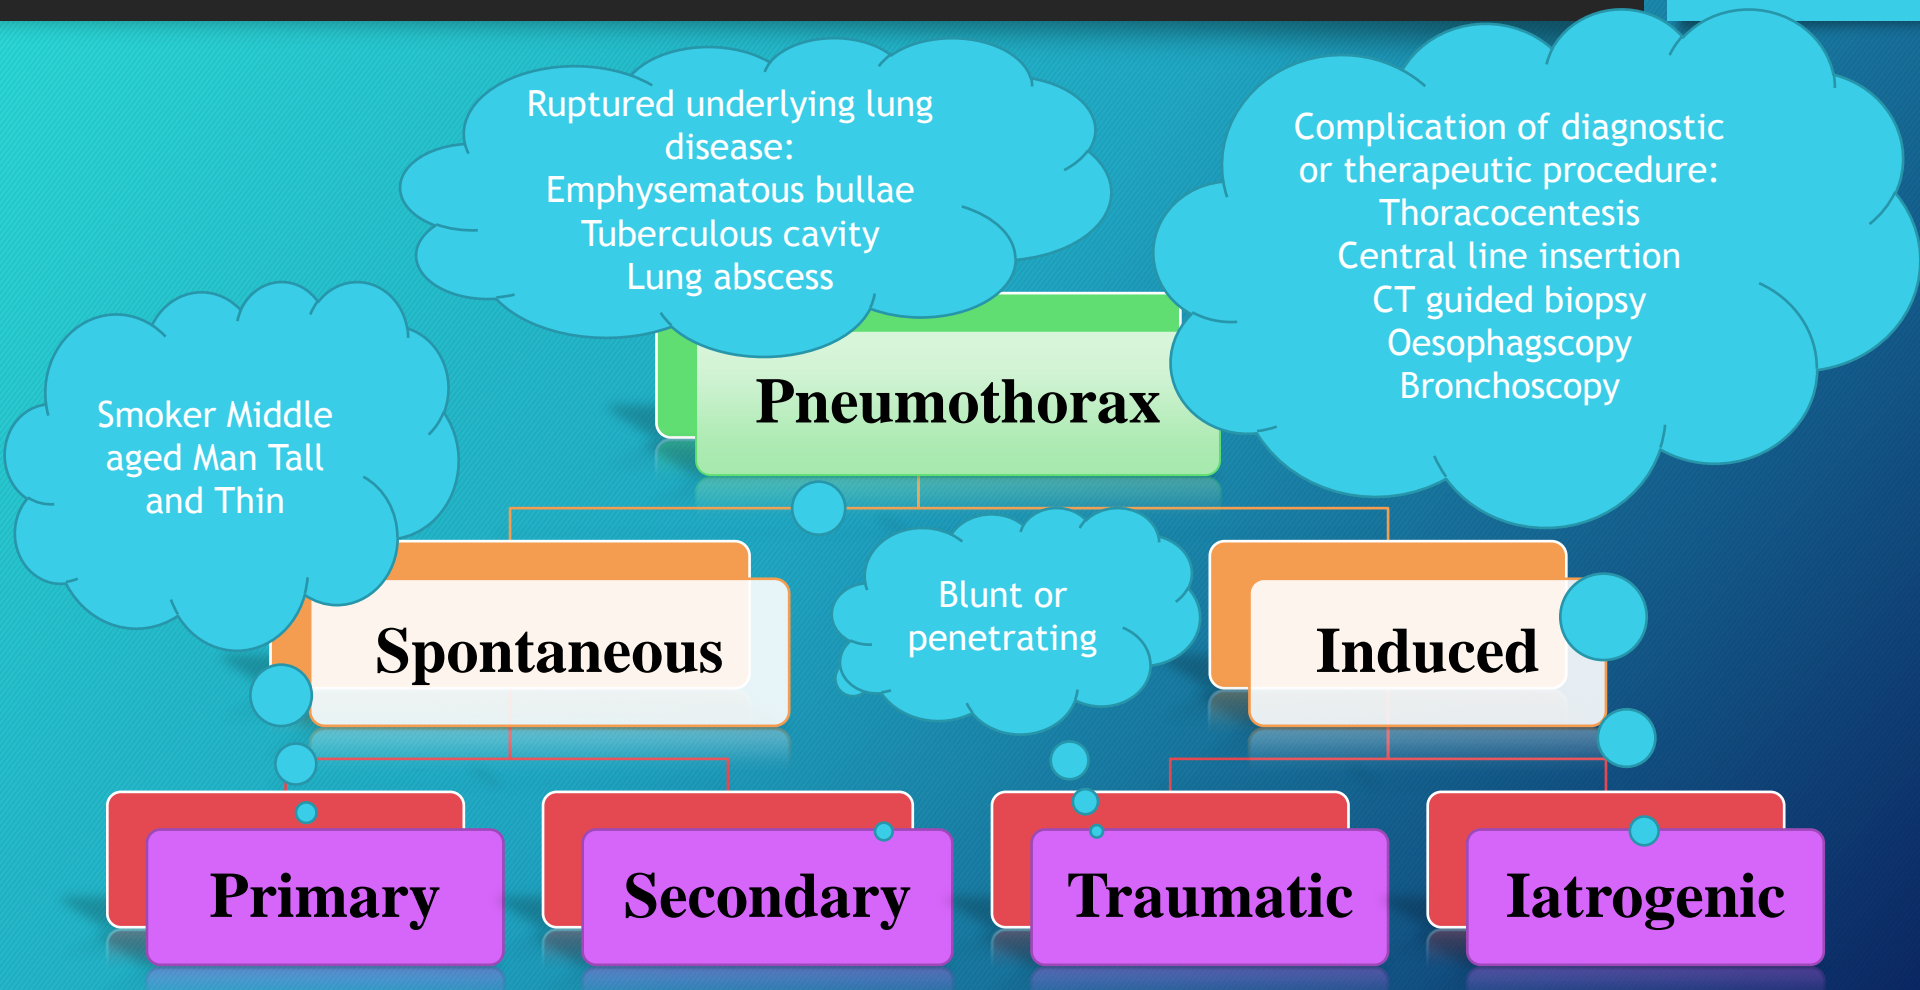 Ruptured underlying lung
disease:
Emphysematous bullae
Tuberculous cavity
Lung abscess
Complication of diagnostic
or therapeutic procedure:
Thoracocentesis
Central line insertion
CT guided biopsy
Oesophagscopy
Bronchoscopy
Smoker Middle
aged Man Tall
and Thin
Pneumothorax
Blunt or
penetrating
Spontaneous
Induced
Primary
Secondary
Traumatic
Iatrogenic